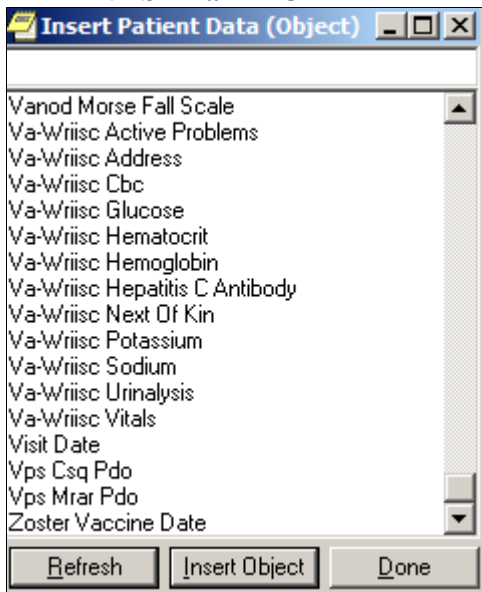 Insert Patient Data (Object)
Vanod Morse Fall Scale
Va-Wriisc Active Problems
Va-Wriisc Address
Va-Wriisc Cbc
Va-Wriisc Glucose
Va-Wriisc Hematocrit
Va-Wriisc Hemoglobin
Va-Wriisc Hepatitis C Antibody
Va-Wriisc Next Of Kin
Va-Wriisc Potassium
Va-Wriisc Sodium
Va-Wriisc Urinalysis
Va-Wriisc Vitals
Visit Date
Vps Csq Pdo
Vps Mrar Pdo
Zoster Vaccine Date
Refresh Insert Object Done